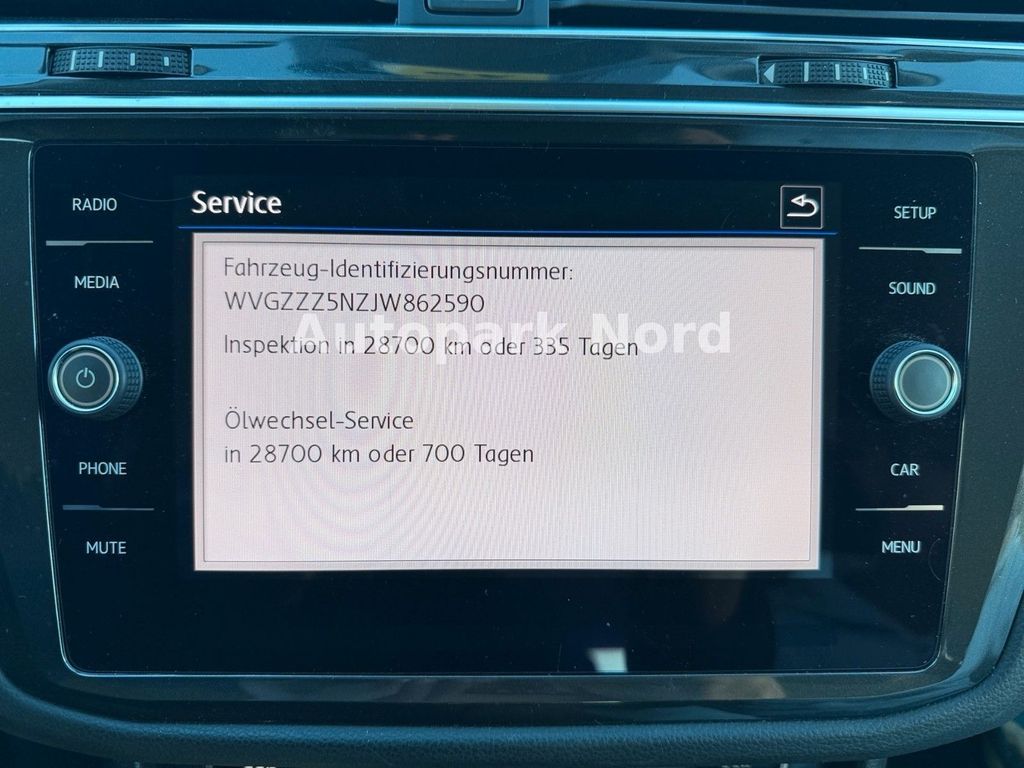 RADIO
MEDIA
PHONE
MUTE
Service
Fahrzeug-Identifizierungsnummer:
WVGZZZ5NZJW862590
Inspektion in 28700 km oder 335 Tagen
Ölwechsel-Service
in 28700 km oder 700 Tagen
Autopark Nord
SETUP
SOUND
CAR
MENU